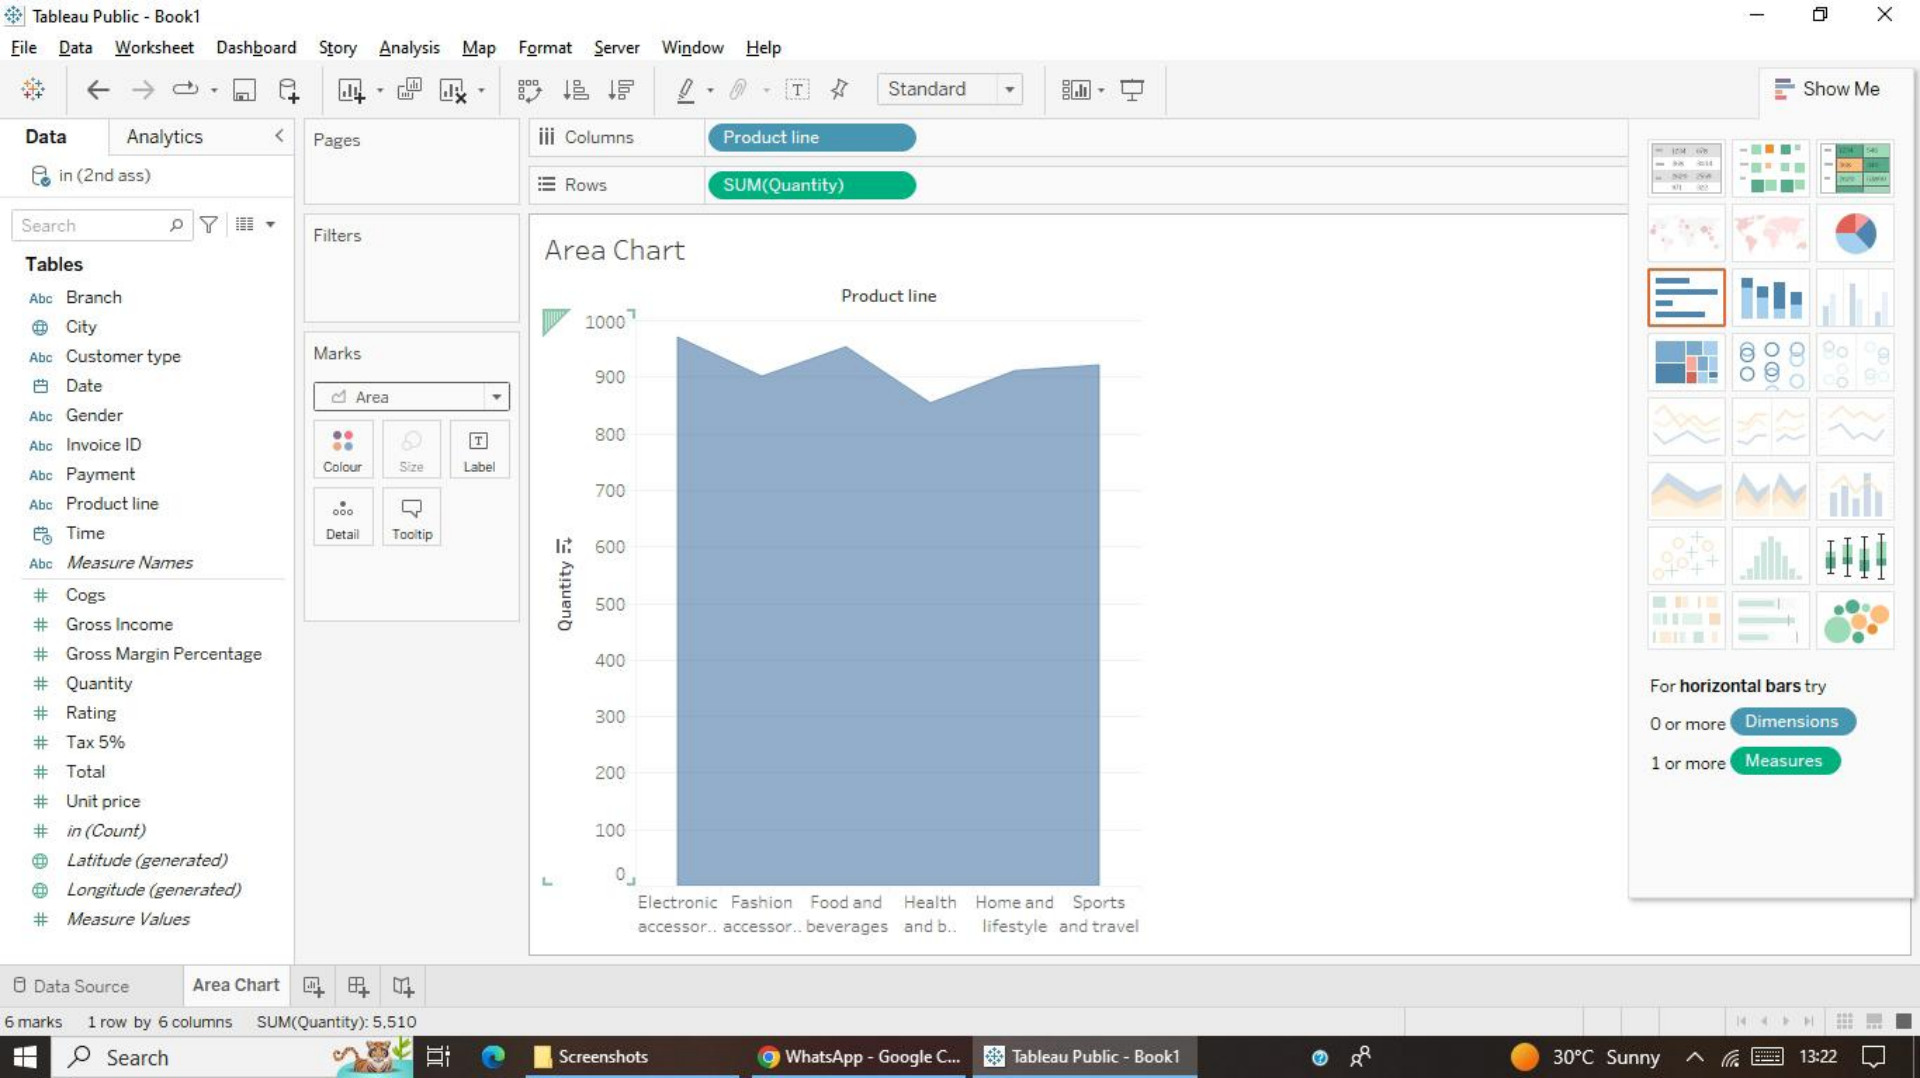 Tableau Public - Book1
File Data Worksheet Dashboard Story Analysis Map Format Server Window Help
Standard
Show Me
Data Analytics
in (2nd ass)
Search
Tables
Abc Branch
City
Abc Customer type
Date
Abc Gender
Abc Invoice ID
Abc Payment
Abc Product line
Time
Abc Measure Names
# Cogs
# Gross Income
# Gross Margin Percentage
# Quantity
# Rating
# Tax 5%
# Total
# Unit price
# in (Count)
Latitude (generated)
Longitude (generated)
# Measure Values
Pages
Filters
Marks
Area
Colour Size Label
Detail Tooltip
Columns Product line
Rows SUM(Quantity)
Area Chart
Product line
1000
900
800
700
600
500
400
300
200
100
0
Quantity
Electronic Fashion Food and Health Home and Sports
accessor.. accessor.. beverages and b.. lifestyle and travel
For horizontal bars try
0 or more Dimensions
1 or more Measures
Data Source Area Chart
6 marks 1 row by 6 columns SUM(Quantity): 5,510
Search Screenshots WhatsApp - Google C... Tableau Public - Book1 30°C Sunny 13:22